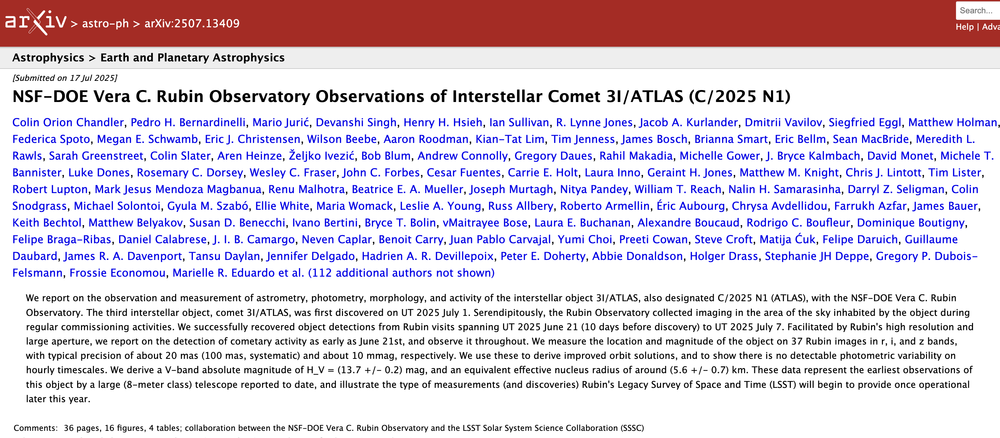 arXiv > astro-ph > arXiv:2507.13409
Search...
Help | Adva
Astrophysics > Earth and Planetary Astrophysics
[Submitted on 17 Jul 2025]
NSF-DOE Vera C. Rubin Observatory Observations of Interstellar Comet 3I/ATLAS (C/2025 N1)
Colin Orion Chandler, Pedro H. Bernardinelli, Mario Jurić, Devanshi Singh, Henry H. Hsieh, Ian Sullivan, R. Lynne Jones, Jacob A. Kurlander, Dmitrii Vavilov, Siegfried Eggl, Matthew Holman,
Federica Spoto, Megan E. Schwamb, Eric J. Christensen, Wilson Beebe, Aaron Roodman, Kian-Tat Lim, Tim Jenness, James Bosch, Brianna Smart, Eric Bellm, Sean MacBride, Meredith L.
Rawls, Sarah Greenstreet, Colin Slater, Aren Heinze, Željko Ivezić, Bob Blum, Andrew Connolly, Gregory Daues, Rahil Makadia, Michelle Gower, J. Bryce Kalmbach, David Monet, Michele T.
Bannister, Luke Dones, Rosemary C. Dorsey, Wesley C. Fraser, John C. Forbes, Cesar Fuentes, Carrie E. Holt, Laura Inno, Geraint H. Jones, Matthew M. Knight, Chris J. Lintott, Tim Lister,
Robert Lupton, Mark Jesus Mendoza Magbanua, Renu Malhotra, Beatrice E. A. Mueller, Joseph Murtagh, Nitya Pandey, William T. Reach, Nalin H. Samarasinha, Darryl Z. Seligman, Colin
Snodgrass, Michael Solontoi, Gyula M. Szabó, Ellie White, Maria Womack, Leslie A. Young, Russ Allbery, Roberto Armellin, Éric Aubourg, Chrysa Avdellidou, Farrukh Azfar, James Bauer,
Keith Bechtol, Matthew Belyakov, Susan D. Benecchi, Ivano Bertini, Bryce T. Bolin, vMaitrayee Bose, Laura E. Buchanan, Alexandre Boucaud, Rodrigo C. Boufleur, Dominique Boutigny,
Felipe Braga-Ribas, Daniel Calabrese, J. I. B. Camargo, Neven Caplar, Benoit Carry, Juan Pablo Carvajal, Yumi Choi, Preeti Cowan, Steve Croft, Matija Ćuk, Felipe Daruich, Guillaume
Daubard, James R. A. Davenport, Tansu Daylan, Jennifer Delgado, Hadrien A. R. Devillepoix, Peter E. Doherty, Abbie Donaldson, Holger Drass, Stephanie JH Deppe, Gregory P. Dubois-
Felsmann, Frossie Economou, Marielle R. Eduardo et al. (112 additional authors not shown)
We report on the observation and measurement of astrometry, photometry, morphology, and activity of the interstellar object 3I/ATLAS, also designated C/2025 N1 (ATLAS), with the NSF-DOE Vera C. Rubin
Observatory. The third interstellar object, comet 3I/ATLAS, was first discovered on UT 2025 July 1. Serendipitously, the Rubin Observatory collected imaging in the area of the sky inhabited by the object during
regular commissioning activities. We successfully recovered object detections from Rubin visits spanning UT 2025 June 21 (10 days before discovery) to UT 2025 July 7. Facilitated by Rubin's high resolution and
large aperture, we report on the detection of cometary activity as early as June 21st, and observe it throughout. We measure the location and magnitude of the object on 37 Rubin images in r, i, and z bands,
with typical precision of about 20 mas (100 mas, systematic) and about 10 mmag, respectively. We use these to derive improved orbit solutions, and to show there is no detectable photometric variability on
hourly timescales. We derive a V-band absolute magnitude of H_V = (13.7 +/- 0.2) mag, and an equivalent effective nucleus radius of around (5.6 +/- 0.7) km. These data represent the earliest observations of
this object by a large (8-meter class) telescope reported to date, and illustrate the type of measurements (and discoveries) Rubin's Legacy Survey of Space and Time (LSST) will begin to provide once operational
later this year.
Comments: 36 pages, 16 figures, 4 tables; collaboration between the NSF-DOE Vera C. Rubin Observatory and the LSST Solar System Science Collaboration (SSSC)